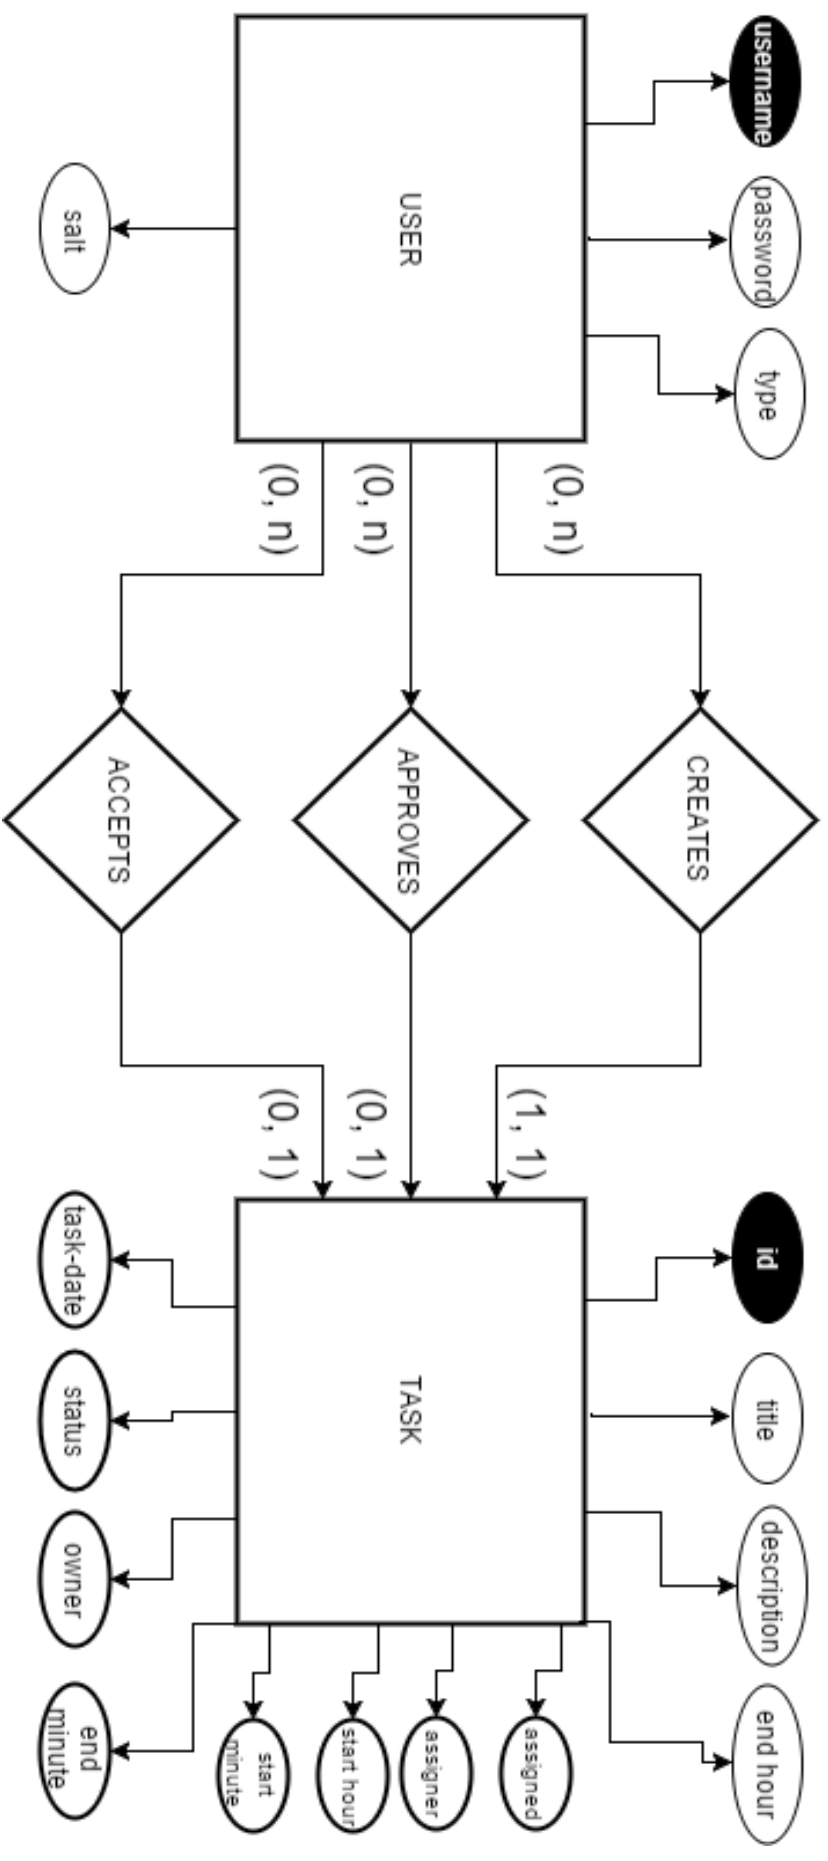 username
password
type
USER
salt
(0, n)
(0, n)
(0, n)
CREATES
APPROVES
ACCEPTS
(1, 1)
(0, 1)
(0, 1)
id
title
description
end hour
TASK
assigned
assigner
start hour
start
minute
task-date
status
owner
end
minute